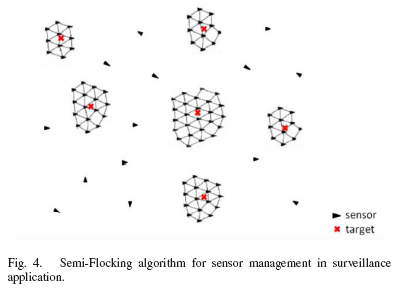 sensor
target
Fig. 4. Semi-Flocking algorithm for sensor management in surveillance
application.